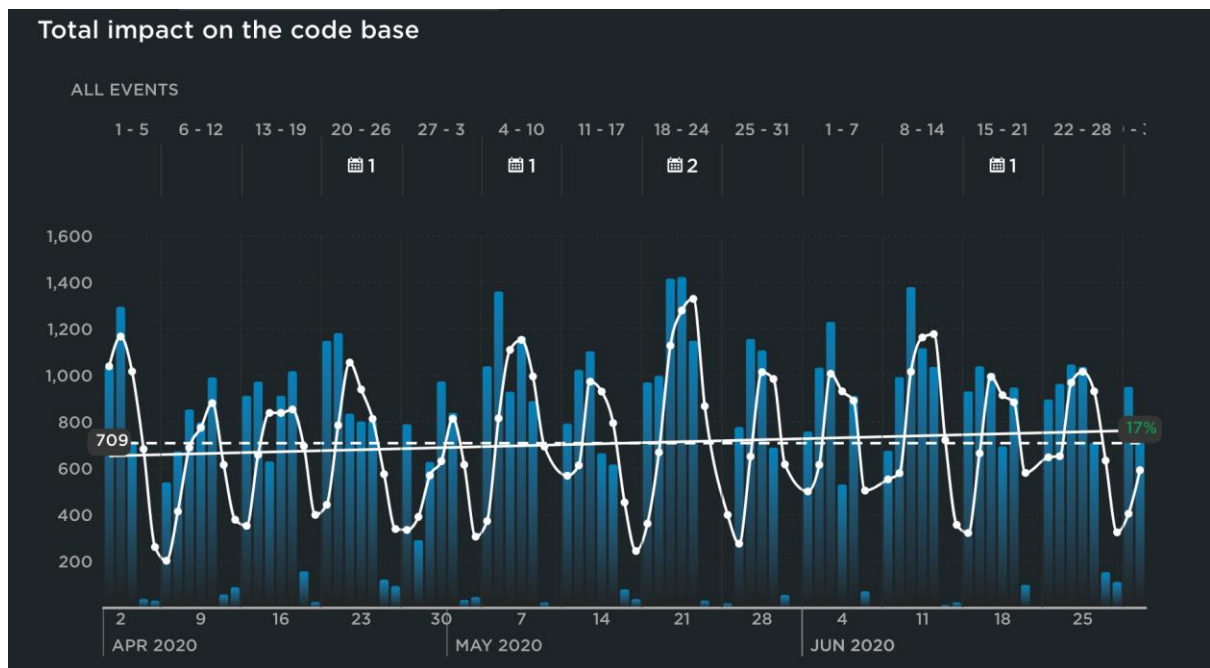 Total impact on the code base
ALL EVENTS
1 - 5 6 - 12 13 - 19 20 - 26 27 - 3 4 - 10 11 - 17 18 - 24 25 - 31 1 - 7 8 - 14 15 - 21 22 - 28
1 1 2 1
1,600
1,400
1,200
1,000
800
709
17%
600
400
200
2 9 16 23 30 7 14 21 28 4 11 18 25
APR 2020 MAY 2020 JUN 2020